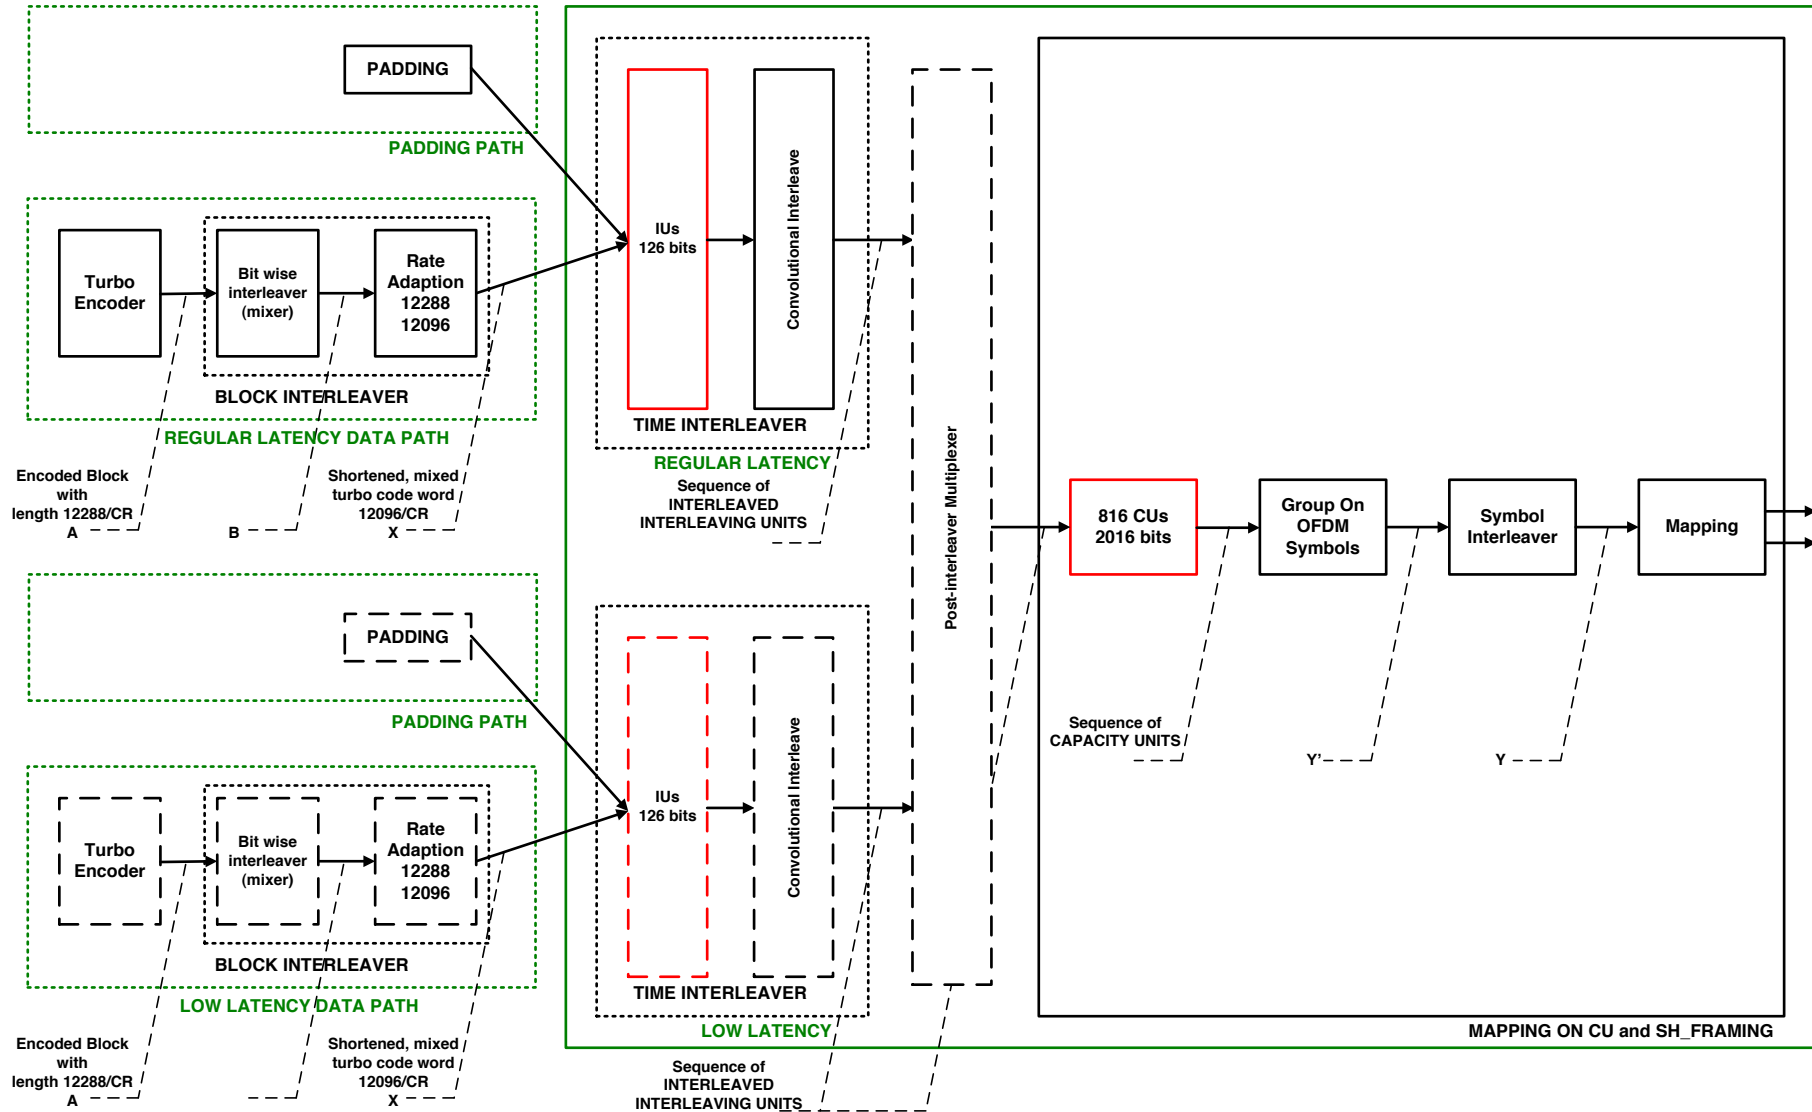 PADDING
PADDING PATH
Turbo
Encoder
Bit wise
interleaver
(mixer)
Rate
Adaption
12288
12096
BLOCK INTERLEAVER
REGULAR LATENCY DATA PATH
Encoded Block
with
length 12288/CR
A
B
Shortened, mixed
turbo code word
12096/CR
X
IUs
126 bits
Convolutional Interleave
TIME INTERLEAVER
REGULAR LATENCY
Sequence of
INTERLEAVED
INTERLEAVING UNITS
PADDING
PADDING PATH
Turbo
Encoder
Bit wise
interleaver
(mixer)
Rate
Adaption
12288
12096
BLOCK INTERLEAVER
LOW LATENCY DATA PATH
Encoded Block
with
length 12288/CR
A
Shortened, mixed
turbo code word
12096/CR
X
IUs
126 bits
Convolutional Interleave
TIME INTERLEAVER
LOW LATENCY
Sequence of
INTERLEAVED
INTERLEAVING UNITS
Post-interleaver Multiplexer
816 CUs
2016 bits
Group On
OFDM
Symbols
Symbol
Interleaver
Mapping
Sequence of
CAPACITY UNITS
Y'
Y
MAPPING ON CU and SH_FRAMING